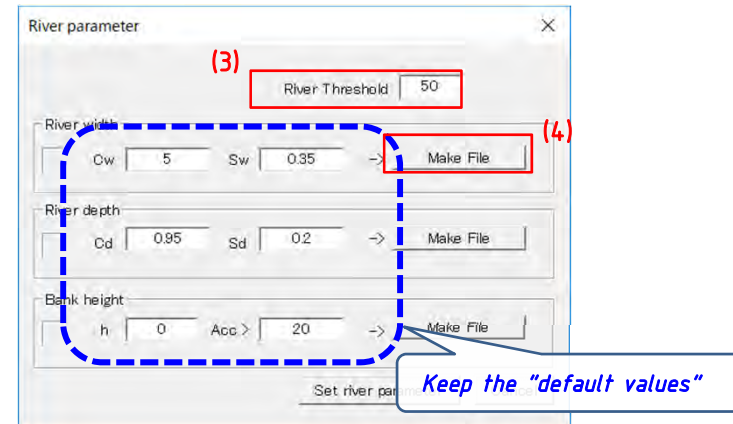 River parameter
(3)
River Threshold 50
River width
(4)
Cw 5 Sw 0.35 -> Make File
River depth
Cd 0.95 Sd 0.2 -> Make File
Bank height
h 0 Acc > 20 -> Make File
Keep the "default values"
Set river par